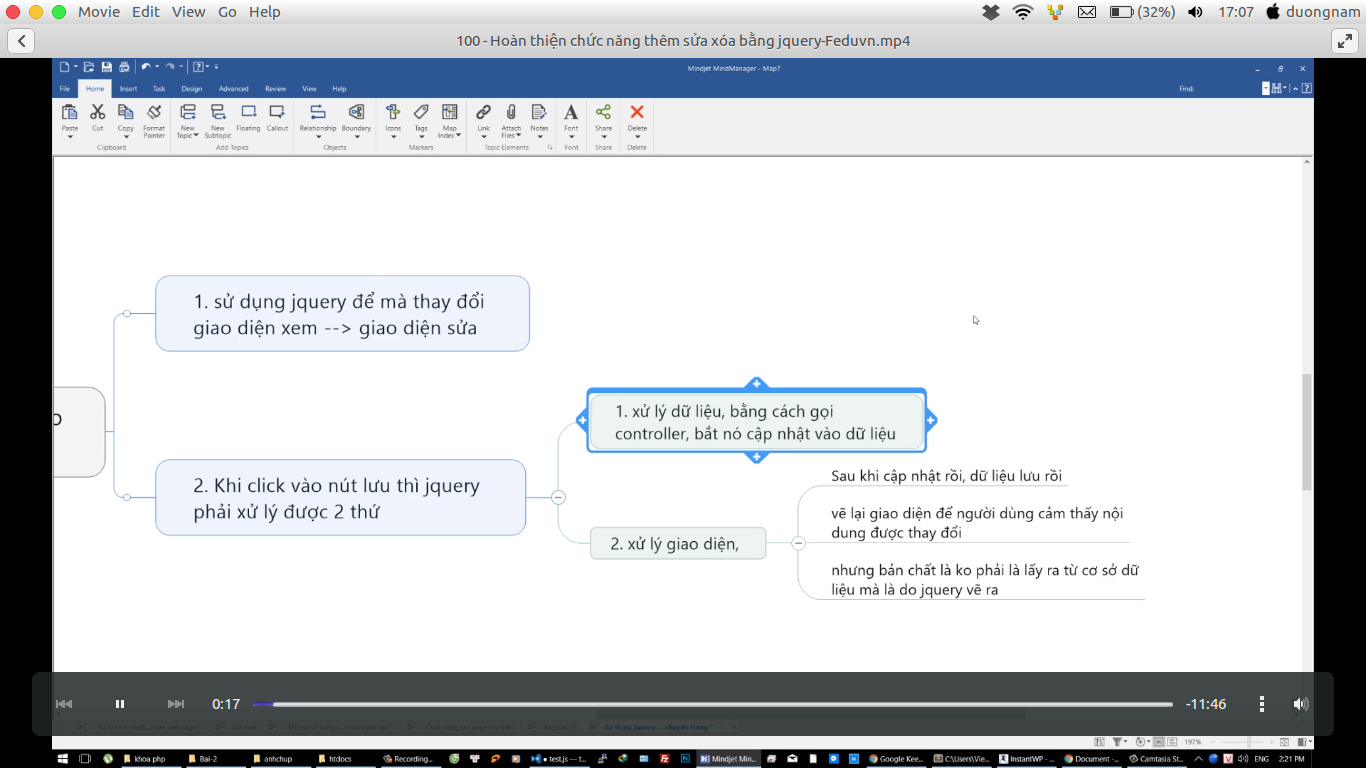 Movie Edit View Go Help (32%) 17:07 duongnam
100 - Hoàn thiện chức năng thêm sửa xóa bằng jquery-Feduvn.mp4
Mindjet MindManager - Map7
File Home Insert Task Design Advanced Review View Help Find:
Paste Cut Copy Format Painter New Topic New Subtopic Floating Callout Relationship Boundary Icons Tags Map Index Link Attach Files Notes Font Share Delete
Clipboard Add Topics Objects Markers Topic Elements Font Share Delete
1. sử dụng jquery để mà thay đổi
giao diện xem --> giao diện sửa
1. xử lý dữ liệu, bằng cách gọi
controller, bắt nó cập nhật vào dữ liệu
2. Khi click vào nút lưu thì jquery
phải xử lý được 2 thứ
Sau khi cập nhật rồi, dữ liệu lưu rồi
vẽ lại giao diện để người dùng cảm thấy nội
dung được thay đổi
2. xử lý giao diện,
nhưng bản chất là ko phải là lấy ra từ cơ sở dữ
liệu mà là do jquery vẽ ra
0:17 -11:46
197%
khoa php Bai-2 anhchup htdocs Recording... test.js — t... Mindjet Min... Google Kee... C:\Users\Vie... InstantWP - ... Document -... Camtasia St... ENG 2:21 PM